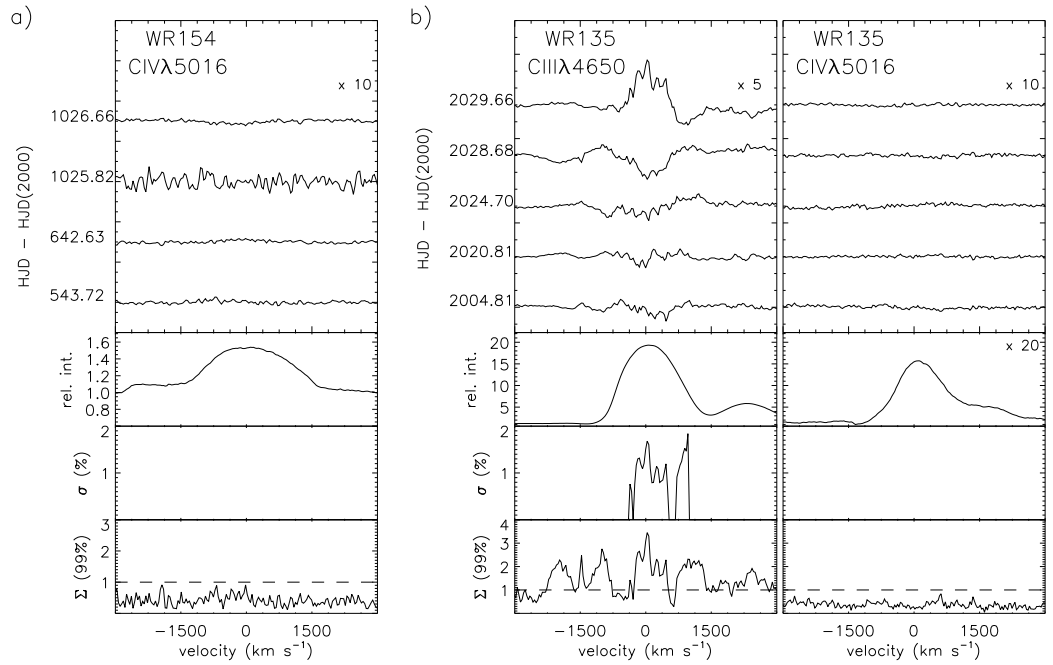 a)
WR154
CIVλ5016
x 10
1026.66
1025.82
642.63
543.72
HJD - HJD(2000)
1.6
1.4
1.2
1.0
0.8
rel. int.
2
1
σ (%)
3
2
1
Σ (99%)
-1500 0 1500
velocity (km s⁻¹)
b)
WR135
CIIIλ4650
x 5
2029.66
2028.68
2024.70
2020.81
2004.81
HJD - HJD(2000)
20
15
10
5
rel. int.
2
1
σ (%)
4
3
2
1
Σ (99%)
-1500 0 1500
velocity (km s⁻¹)
WR135
CIVλ5016
x 10
x 20
-1500 0 1500
velocity (km s⁻¹)